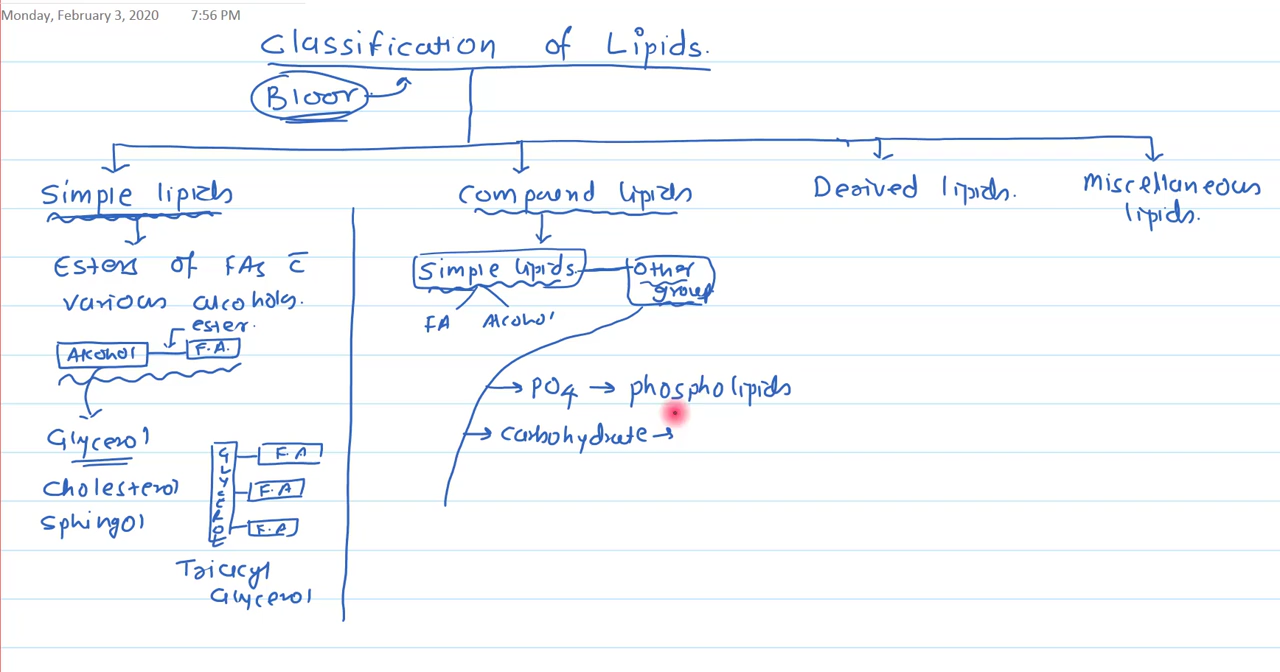 Monday, February 3, 2020 7:56 PM
Classification of Lipids.
Bloor
Simple lipids
Compound lipids
Derived lipids.
Miscellaneous
lipids.
Esters of FAs c̄
various alcohols.
ester.
Alcohol F.A.
Glycerol
Cholesterol
Sphingol
GLYCEROL
F.A
F.A
F.A
Triacyl
Glycerol
Simple lipids
Other
group
FA Alcohol
PO4 → phospholipids
Carbohydrate →